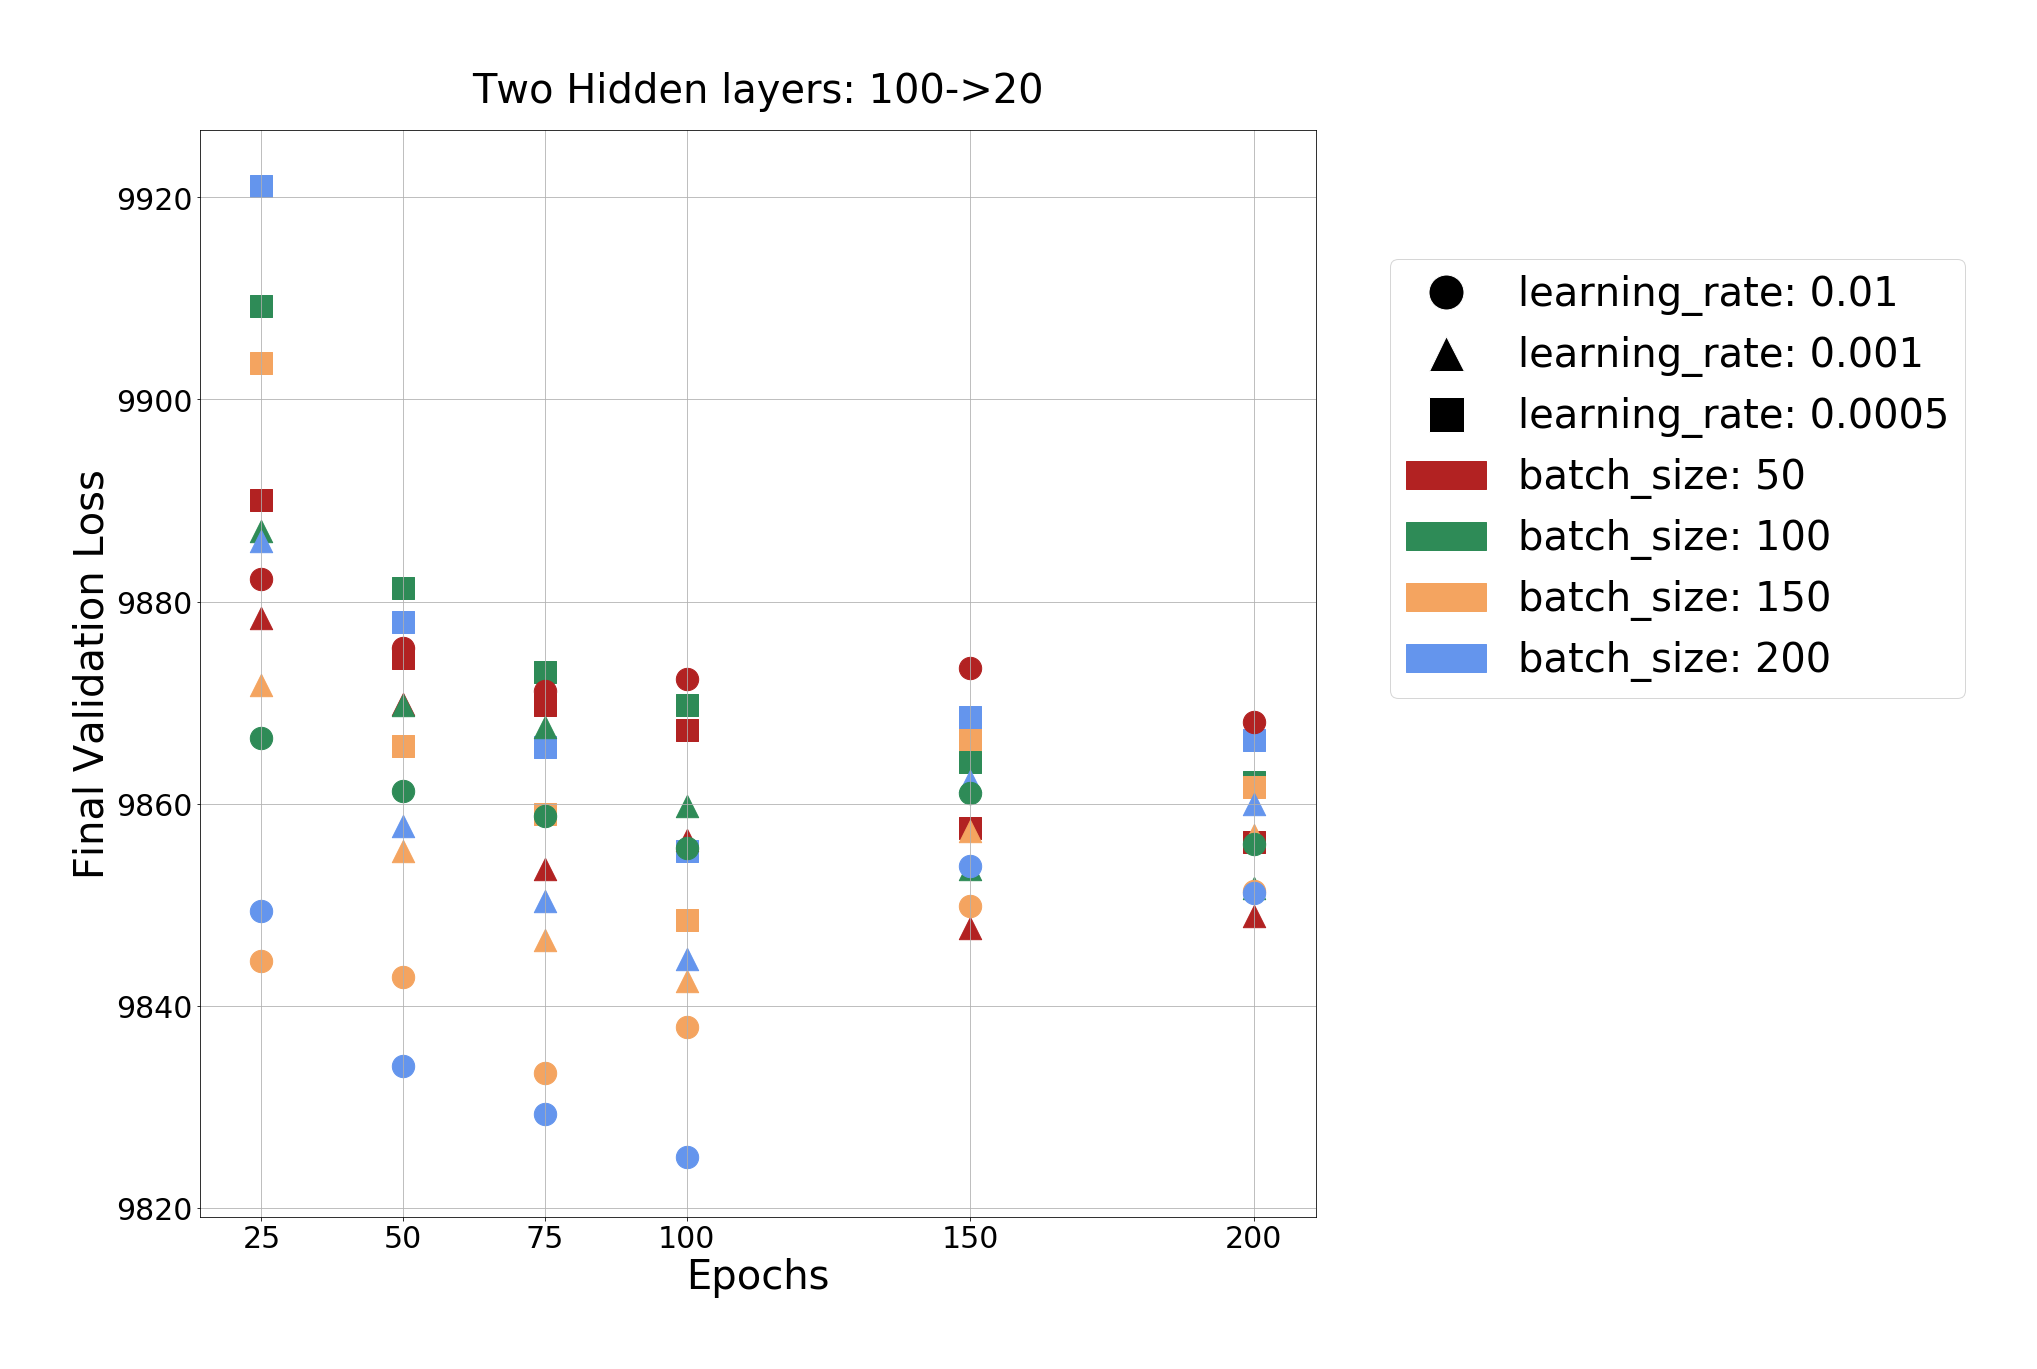 Two Hidden layers: 100->20
Final Validation Loss
9920
9900
9880
9860
9840
9820
25 50 75 100 150 200
Epochs
learning_rate: 0.01
learning_rate: 0.001
learning_rate: 0.0005
batch_size: 50
batch_size: 100
batch_size: 150
batch_size: 200